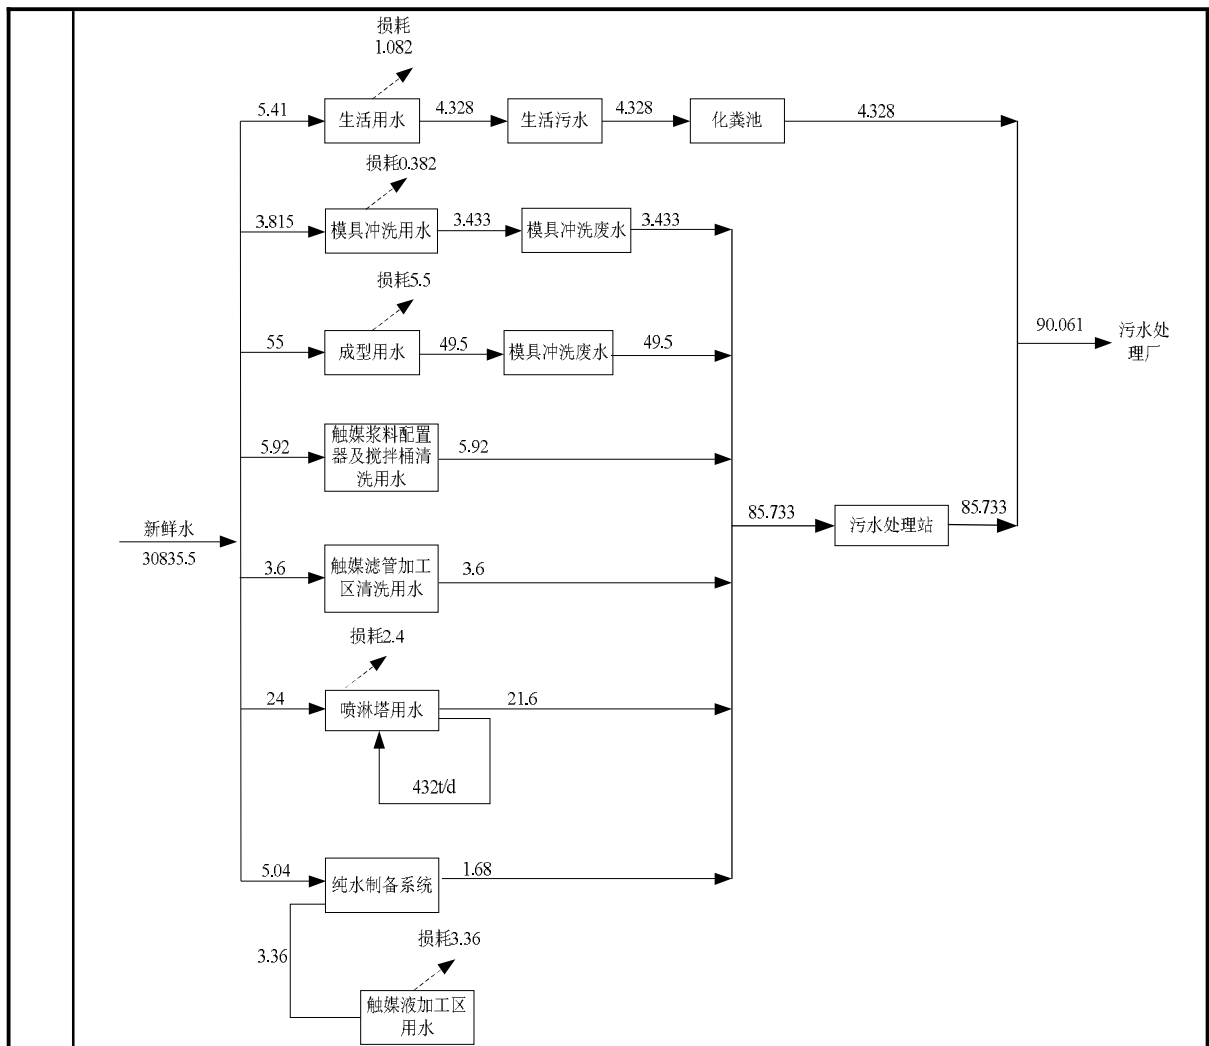 损耗
1.082
5.41
生活用水
4.328
生活污水
4.328
化粪池
4.328
损耗0.382
3.815
模具冲洗用水
3.433
模具冲洗废水
3.433
损耗5.5
55
成型用水
49.5
模具冲洗废水
49.5
90.061
污水处
理厂
5.92
触媒浆料配置
器及搅拌桶清
洗用水
5.92
新鲜水
30835.5
85.733
污水处理站
85.733
3.6
触媒滤管加工
区清洗用水
3.6
损耗2.4
24
喷淋塔用水
21.6
432t/d
5.04
纯水制备系统
1.68
3.36
损耗3.36
触媒液加工区
用水